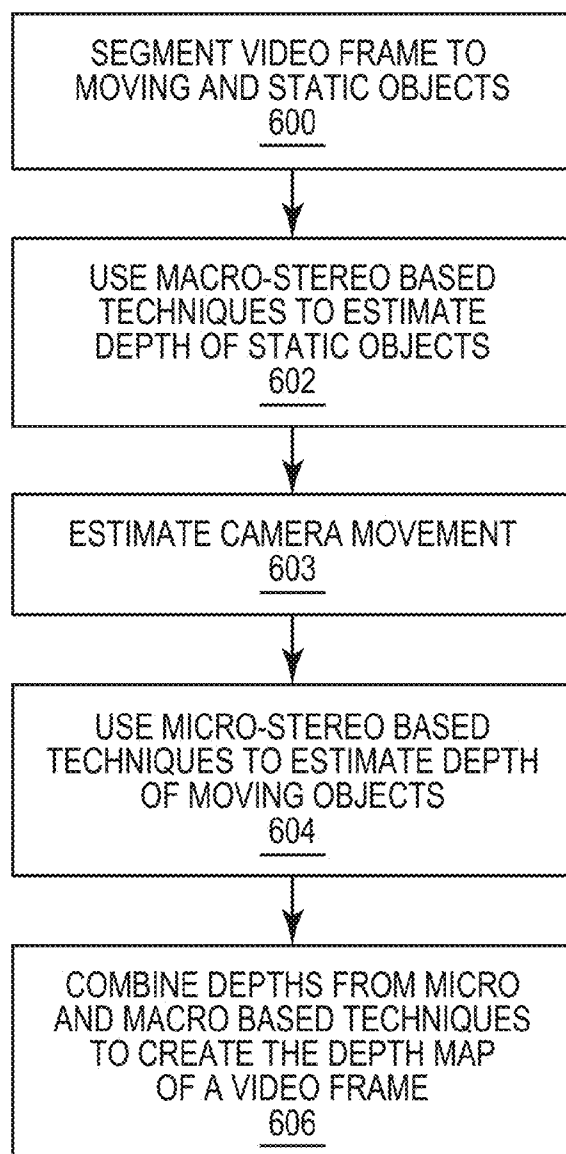 SEGMENT VIDEO FRAME TO
MOVING AND STATIC OBJECTS
600
USE MACRO-STEREO BASED
TECHNIQUES TO ESTIMATE
DEPTH OF STATIC OBJECTS
602
ESTIMATE CAMERA MOVEMENT
603
USE MICRO-STEREO BASED
TECHNIQUES TO ESTIMATE DEPTH
OF MOVING OBJECTS
604
COMBINE DEPTHS FROM MICRO
AND MACRO BASED TECHNIQUES
TO CREATE THE DEPTH MAP
OF A VIDEO FRAME
606